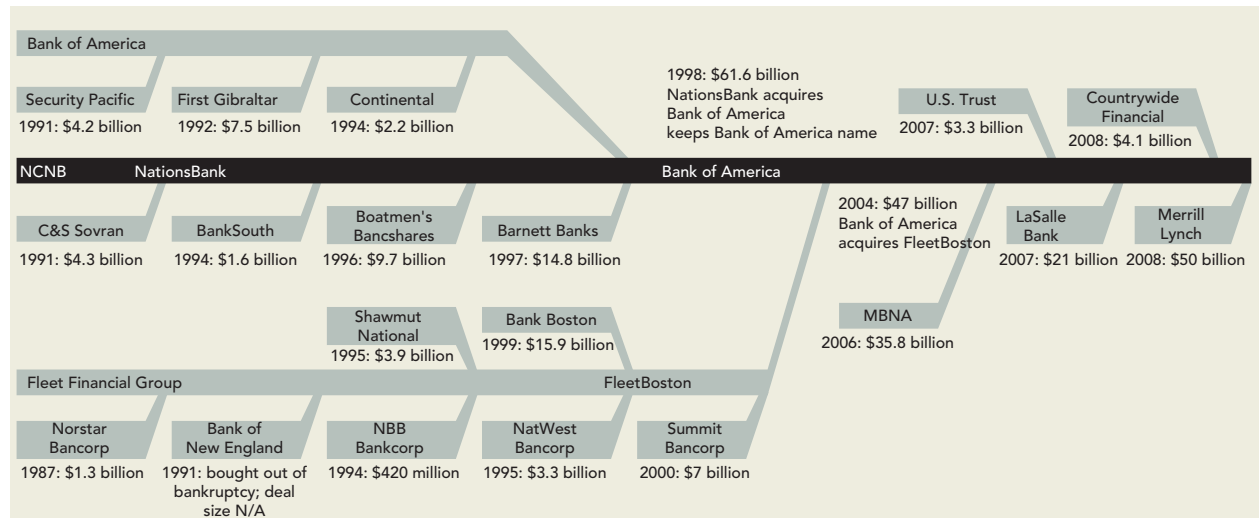 Bank of America
Security Pacific
1991: $4.2 billion
First Gibraltar
1992: $7.5 billion
Continental
1994: $2.2 billion
1998: $61.6 billion
NationsBank acquires
Bank of America
keeps Bank of America name
U.S. Trust
2007: $3.3 billion
Countrywide
Financial
2008: $4.1 billion
NCNB
NationsBank
Bank of America
C&S Sovran
1991: $4.3 billion
BankSouth
1994: $1.6 billion
Boatmen's
Bancshares
1996: $9.7 billion
Barnett Banks
1997: $14.8 billion
2004: $47 billion
Bank of America
acquires FleetBoston
LaSalle
Bank
2007: $21 billion
Merrill
Lynch
2008: $50 billion
Shawmut
National
1995: $3.9 billion
Bank Boston
1999: $15.9 billion
MBNA
2006: $35.8 billion
Fleet Financial Group
FleetBoston
Norstar
Bancorp
1987: $1.3 billion
Bank of
New England
1991: bought out of
bankruptcy; deal
size N/A
NBB
Bankcorp
1994: $420 million
NatWest
Bancorp
1995: $3.3 billion
Summit
Bancorp
2000: $7 billion